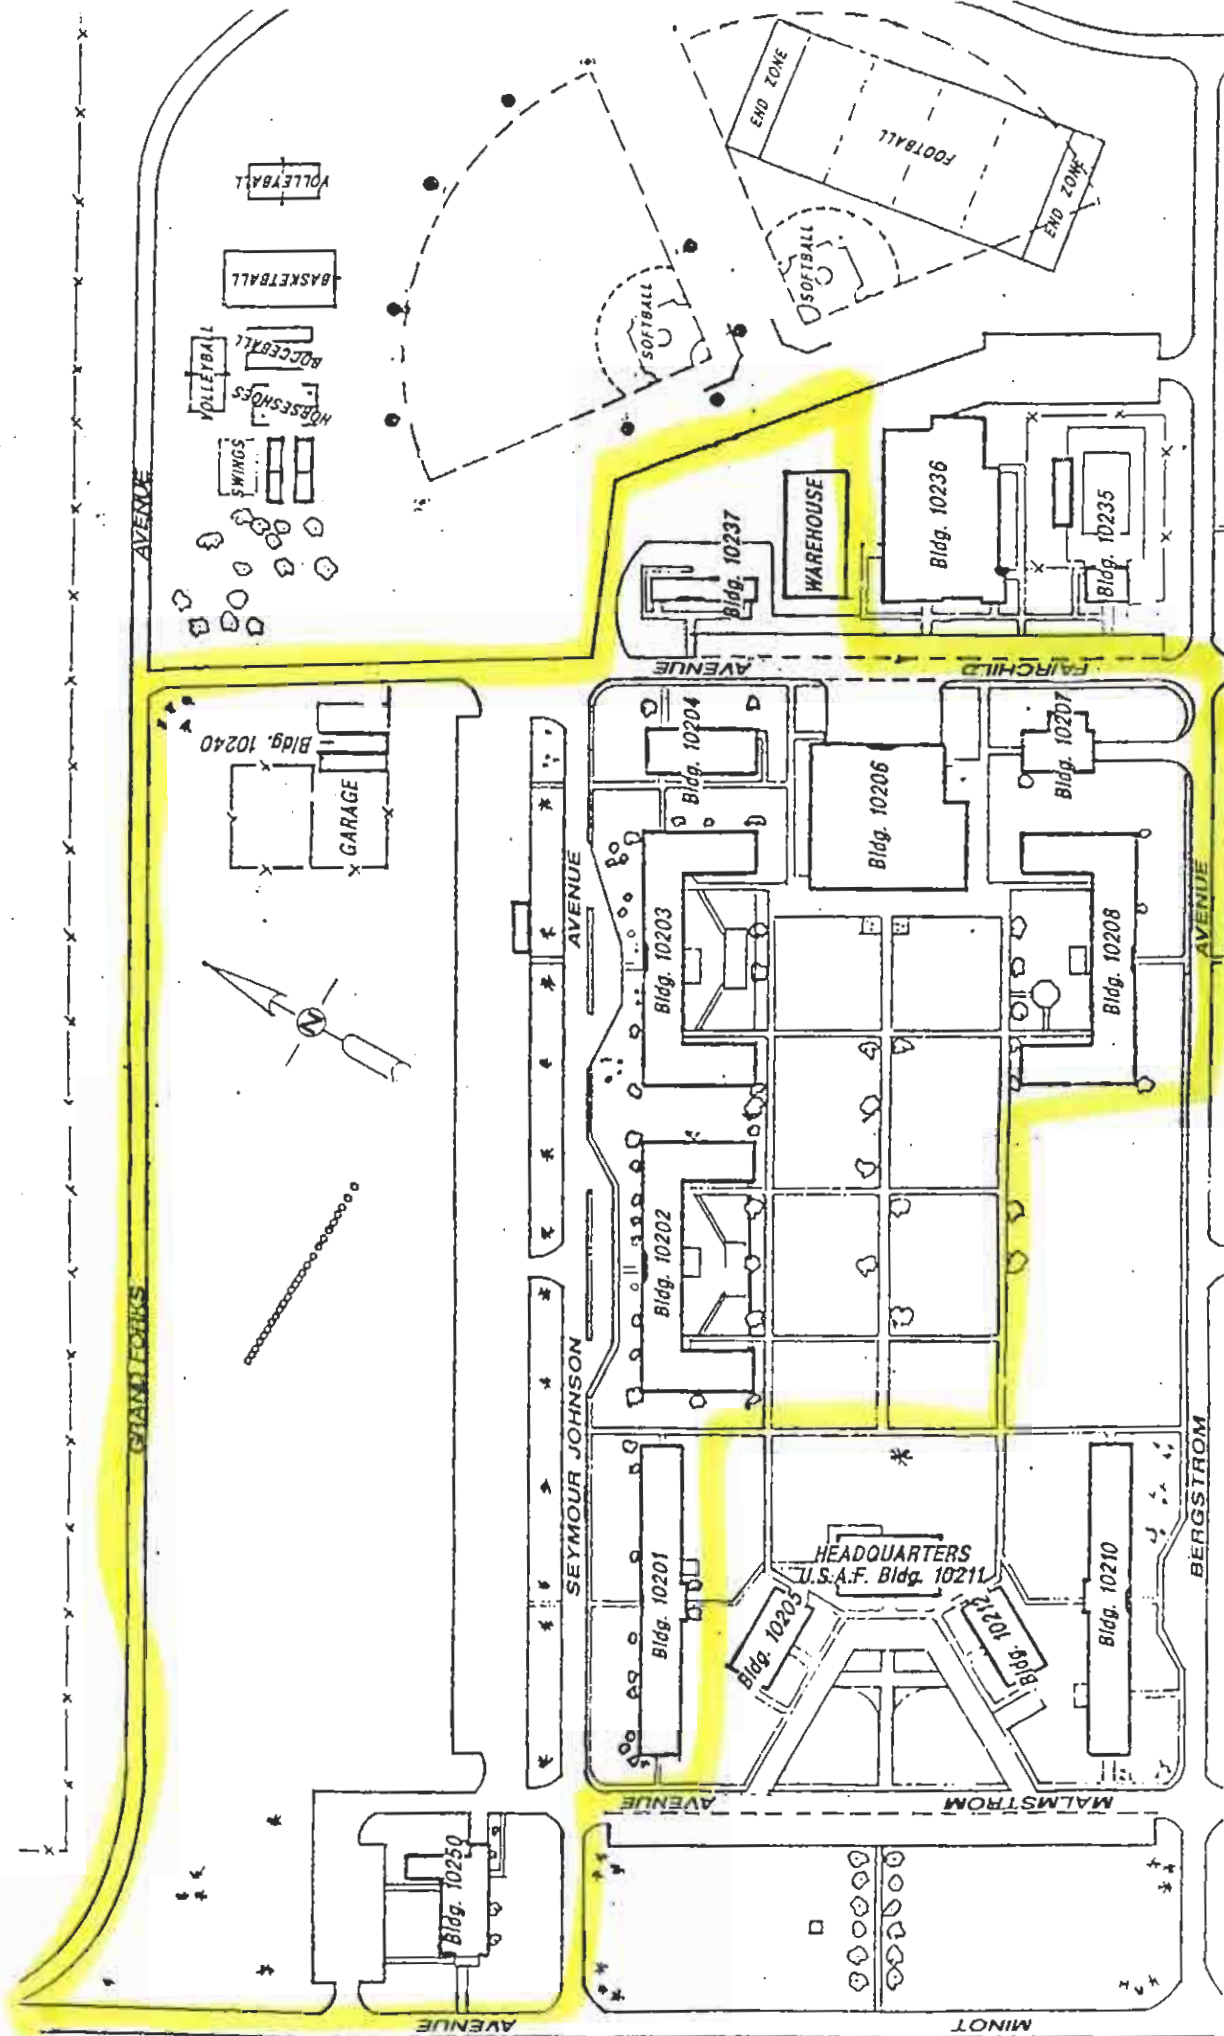 END ZONE
FOOTBALL
END ZONE
VOLLEYBALL
BASKETBALL
BOCCEBALL
VOLLEYBALL
HORSESHOES
SWINGS
SOFTBALL
SOFTBALL
AVENUE
WAREHOUSE
Bldg. 10237
Bldg. 10236
Bldg. 10235
AVENUE
FAIRCHILD
Bldg. 10240
GARAGE
Bldg. 10204
Bldg. 10206
Bldg. 10207
AVENUE
Bldg. 10203
Bldg. 10208
AVENUE
N
Bldg. 10202
GRAND FORKS
SEYMOUR JOHNSON
BERGSTROM
Bldg. 10201
HEADQUARTERS
U.S.A.F. Bldg. 10211
Bldg. 10205
Bldg. 10212
Bldg. 10210
AVENUE
MALMSTROM
Bldg. 10250
AVENUE
MINOT